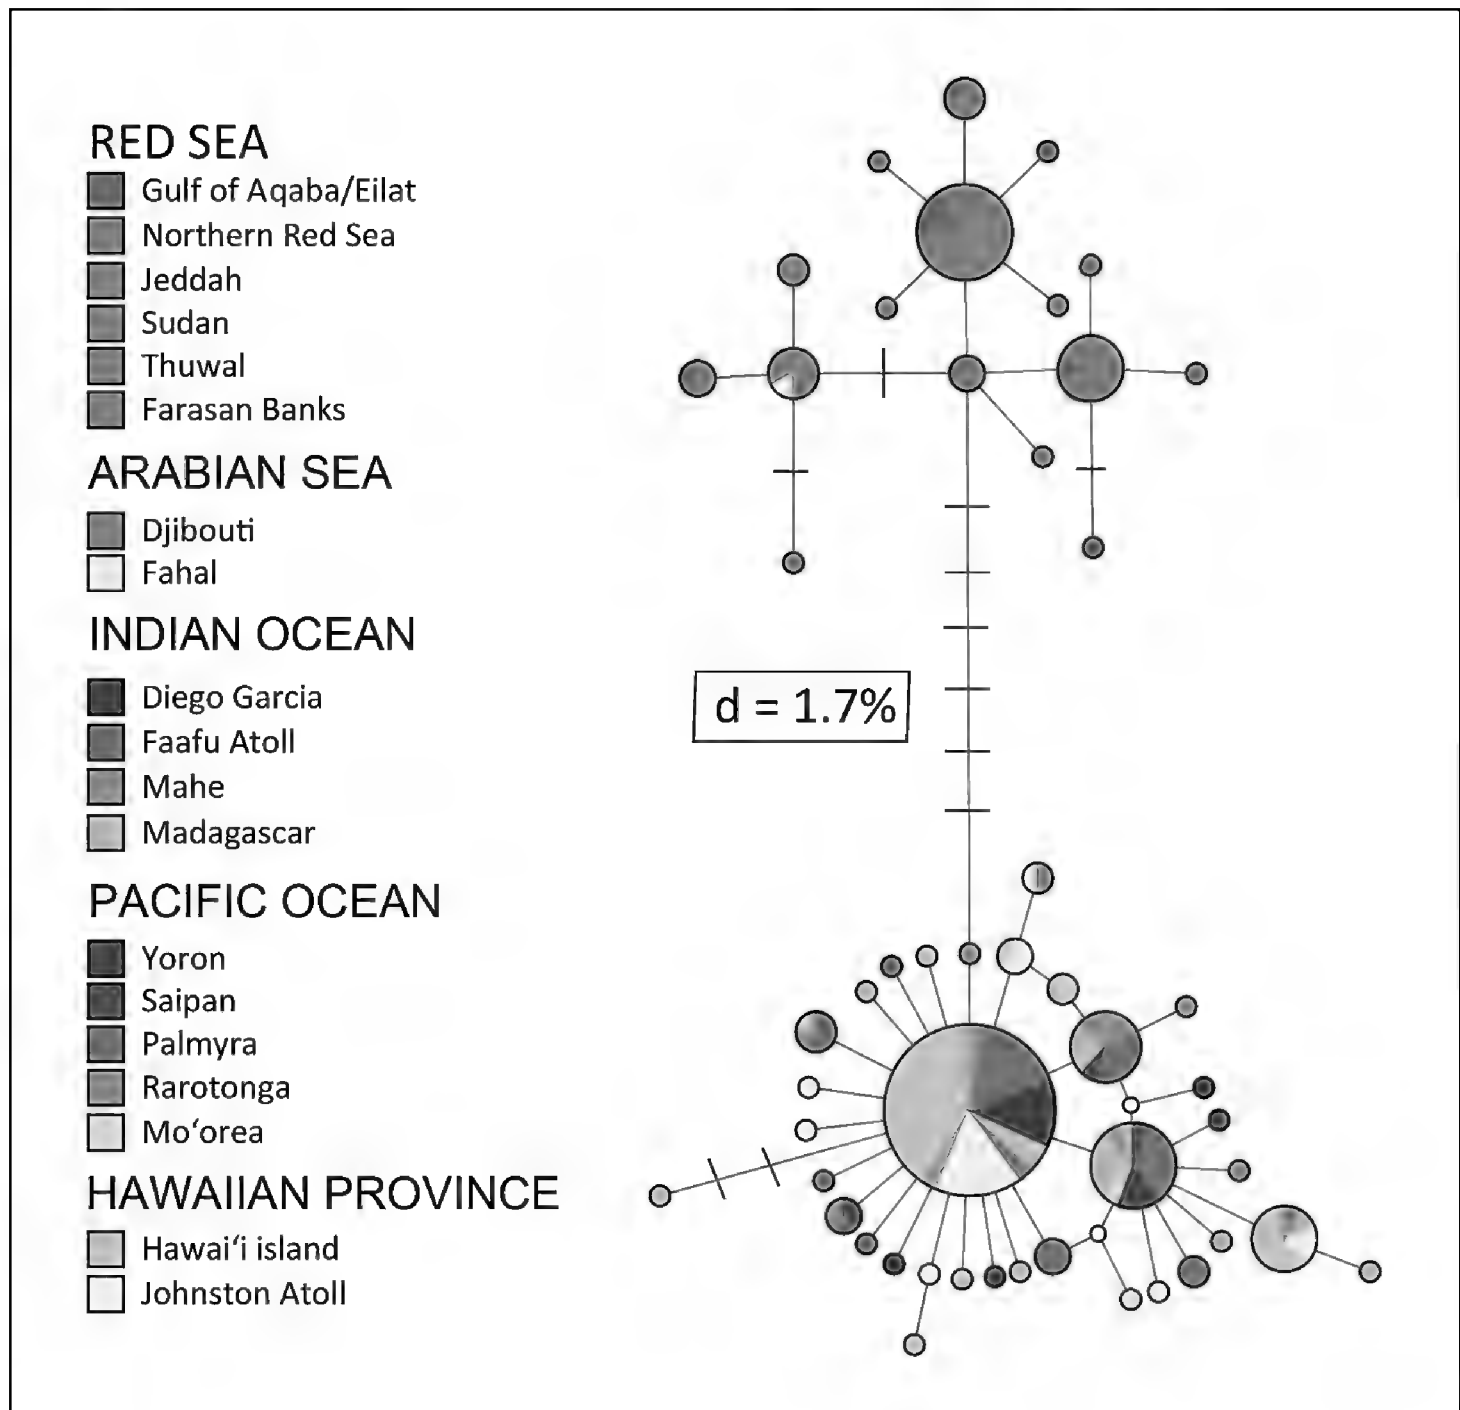 RED SEA
Gulf of Aqaba/Eilat
Northern Red Sea
Jeddah
Sudan
Thuwal
Farasan Banks
ARABIAN SEA
Djibouti
Fahal
INDIAN OCEAN
Diego Garcia
Faafu Atoll
Mahe
Madagascar
PACIFIC OCEAN
Yoron
Saipan
Palmyra
Rarotonga
Mo‘orea
HAWAIIAN PROVINCE
Hawai‘i island
Johnston Atoll
d = 1.7%